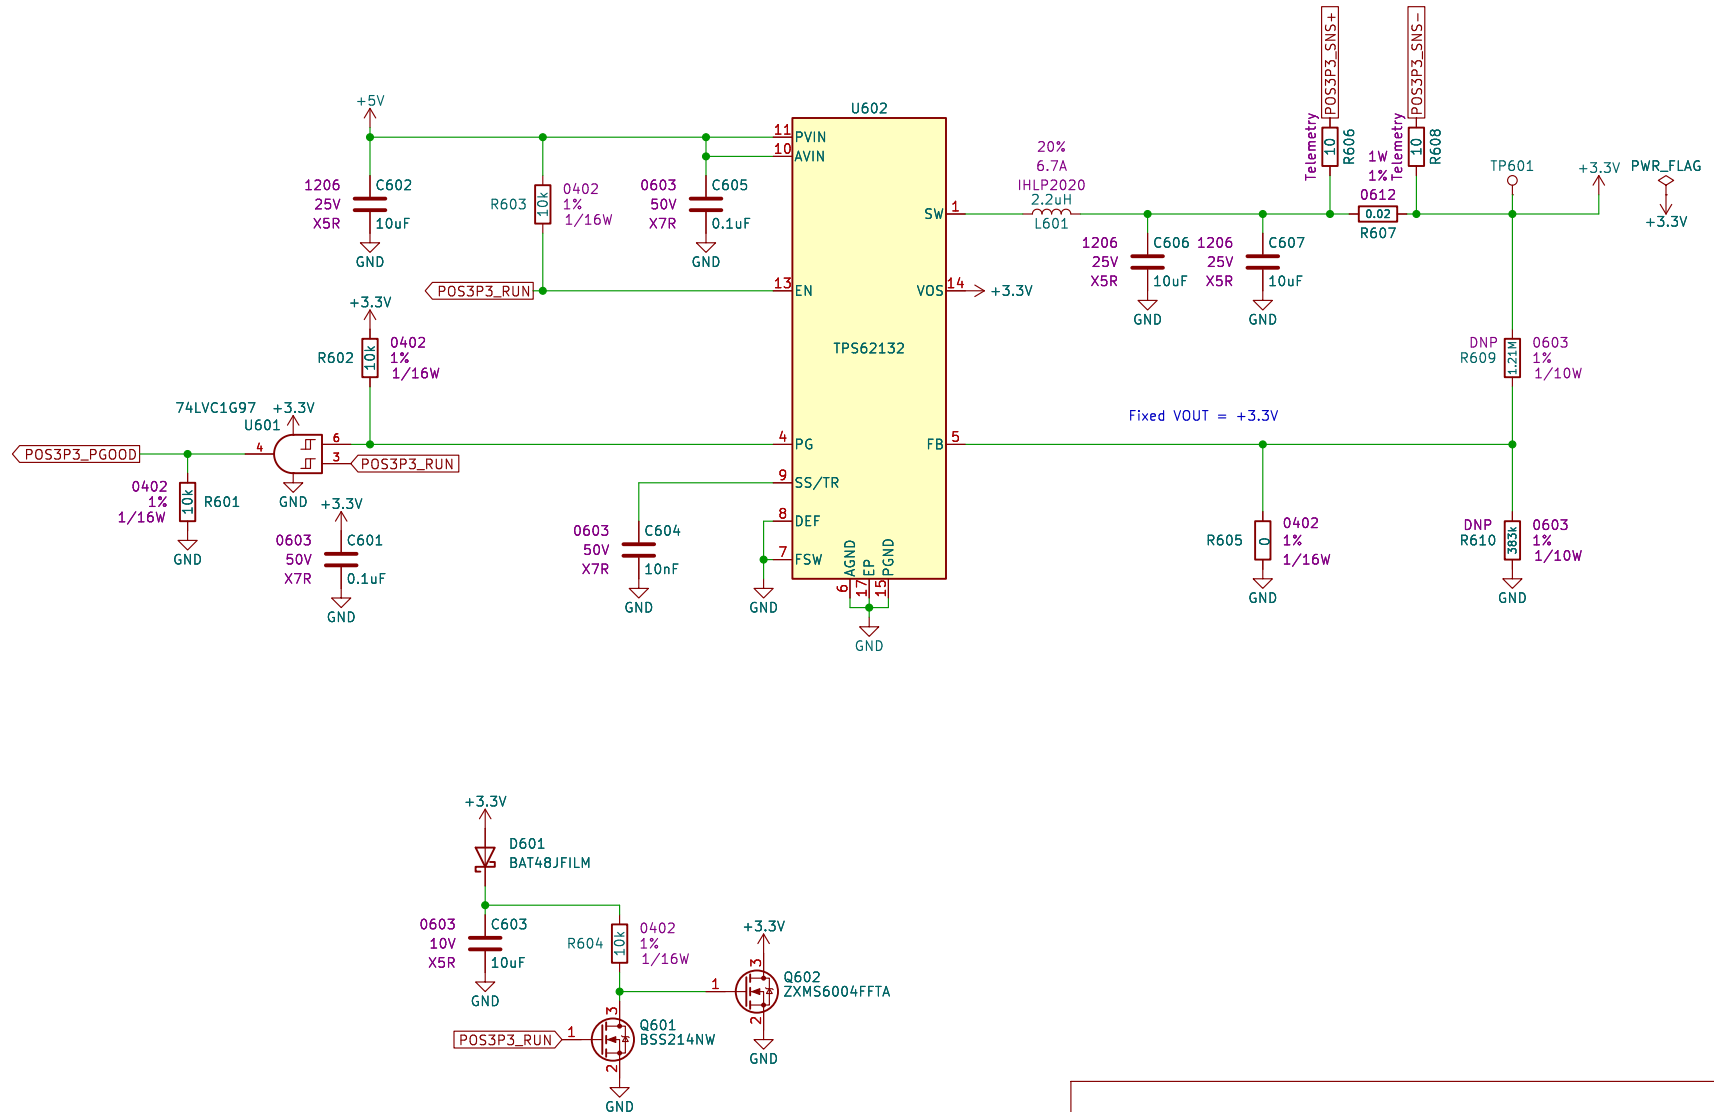 POS3P3_SNS+
POS3P3_SNS-
+5V
U602
11
PVIN
10
AVIN
1206
C602
25V
X5R
10uF
GND
R603
10k
0402
1%
1/16W
0603
C605
50V
X7R
0.1uF
GND
20%
6.7A
IHLP2020
2.2uH
L601
SW
1
Telemetry
10
R606
1W
1%
Telemetry
10
R608
0612
0.02
R607
TP601
+3.3V
PWR_FLAG
+3.3V
1206
C606
25V
X5R
10uF
GND
1206
C607
25V
X5R
10uF
GND
POS3P3_RUN
13
EN
VOS
14
+3.3V
+3.3V
R602
10k
0402
1%
1/16W
TPS62132
DNP
R609
1.21M
0603
1%
1/10W
Fixed VOUT = +3.3V
74LVC1G97
+3.3V
U601
POS3P3_PGOOD
4
6
3
POS3P3_RUN
GND
4
PG
FB
5
9
SS/TR
8
DEF
7
FSW
0402
1%
1/16W
10k
R601
GND
+3.3V
0603
C601
50V
X7R
0.1uF
GND
0603
C604
50V
X7R
10nF
GND
GND
AGND
EP
PGND
6
17
15
GND
R605
0
0402
1%
1/16W
GND
DNP
R610
383k
0603
1%
1/10W
GND
+3.3V
D601
BAT48JFILM
0603
C603
10V
X5R
10uF
GND
R604
10k
0402
1%
1/16W
+3.3V
3
1
Q602
ZXMS6004FFTA
2
GND
POS3P3_RUN
1
3
Q601
BSS214NW
2
GND